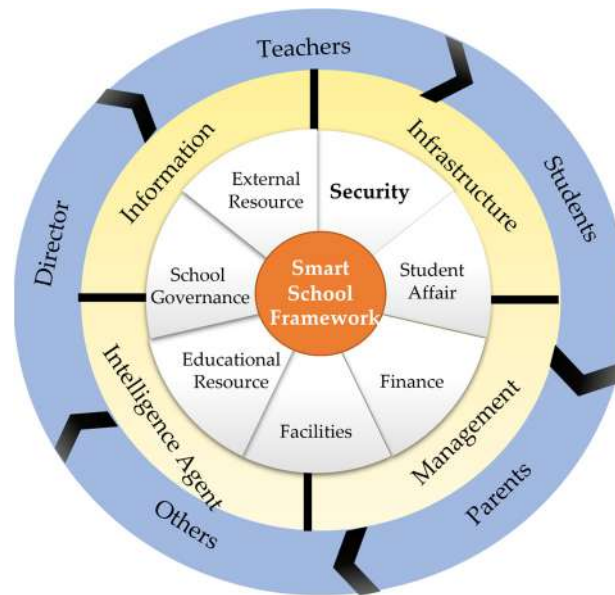 Teachers
Students
Parents
Others
Director
Information
Infrastructure
Management
Intelligence Agent
External
Resource
Security
Student
Affair
Finance
Facilities
Educational
Resource
School
Governance
Smart
School
Framework